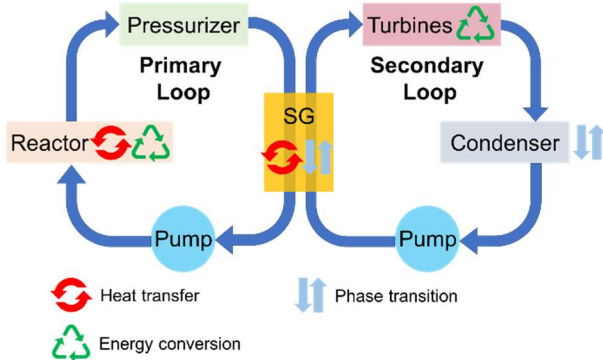 Pressurizer
Turbines
Primary
Loop
Secondary
Loop
SG
Reactor
Condenser
Pump
Pump
Heat transfer
Phase transition
Energy conversion